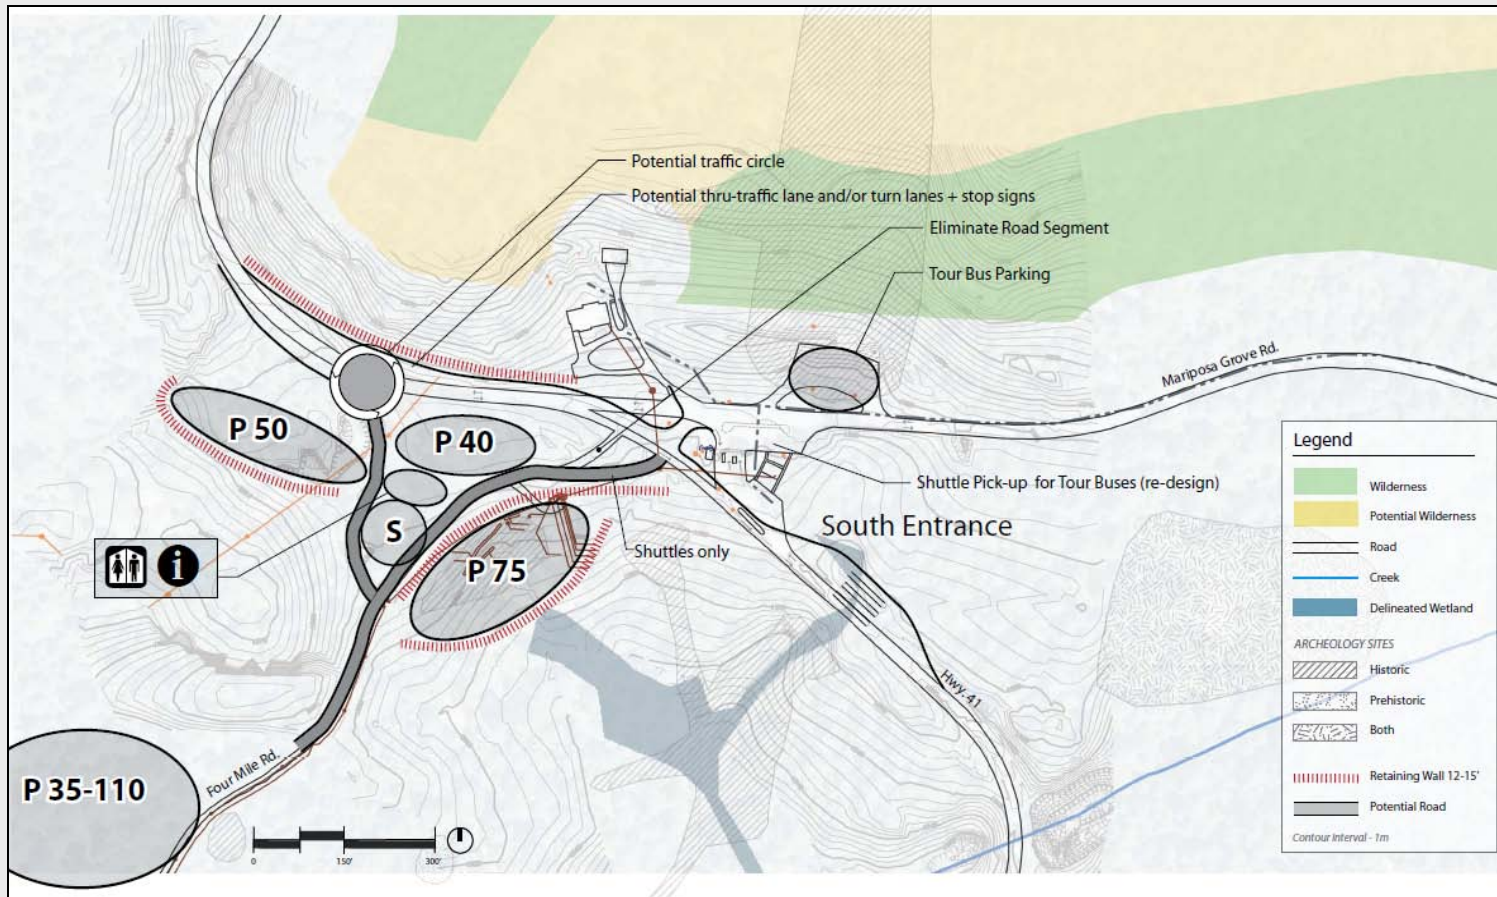 Potential traffic circle
Potential thru-traffic lane and/or turn lanes + stop signs
Eliminate Road Segment
Tour Bus Parking
Mariposa Grove Rd.
P 50
P 40
S
P 75
i
Shuttle Pick-up for Tour Buses (re-design)
South Entrance
Shuttles only
Hwy. 41
Four Mile Rd.
P 35-110
0 150' 300'
Legend
Wilderness
Potential Wilderness
Road
Creek
Delineated Wetland
ARCHEOLOGY SITES
Historic
Prehistoric
Both
Retaining Wall 12-15'
Potential Road
Contour Interval - 1m